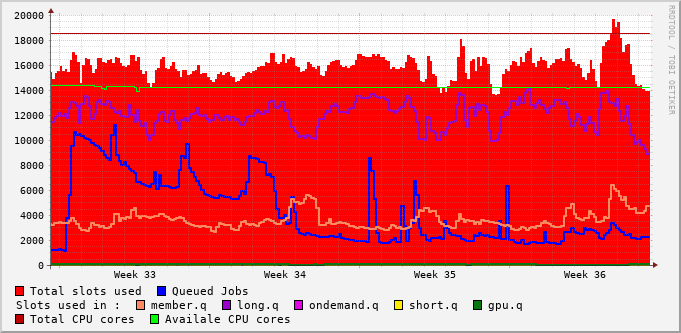 20000
18000
16000
14000
12000
10000
8000
6000
4000
2000
0
Week 33 Week 34 Week 35 Week 36
RRDTOOL / TOBI OETIKER
Total slots used Queued Jobs
Slots used in : member.q long.q ondemand.q short.q gpu.q
Total CPU cores Availale CPU cores